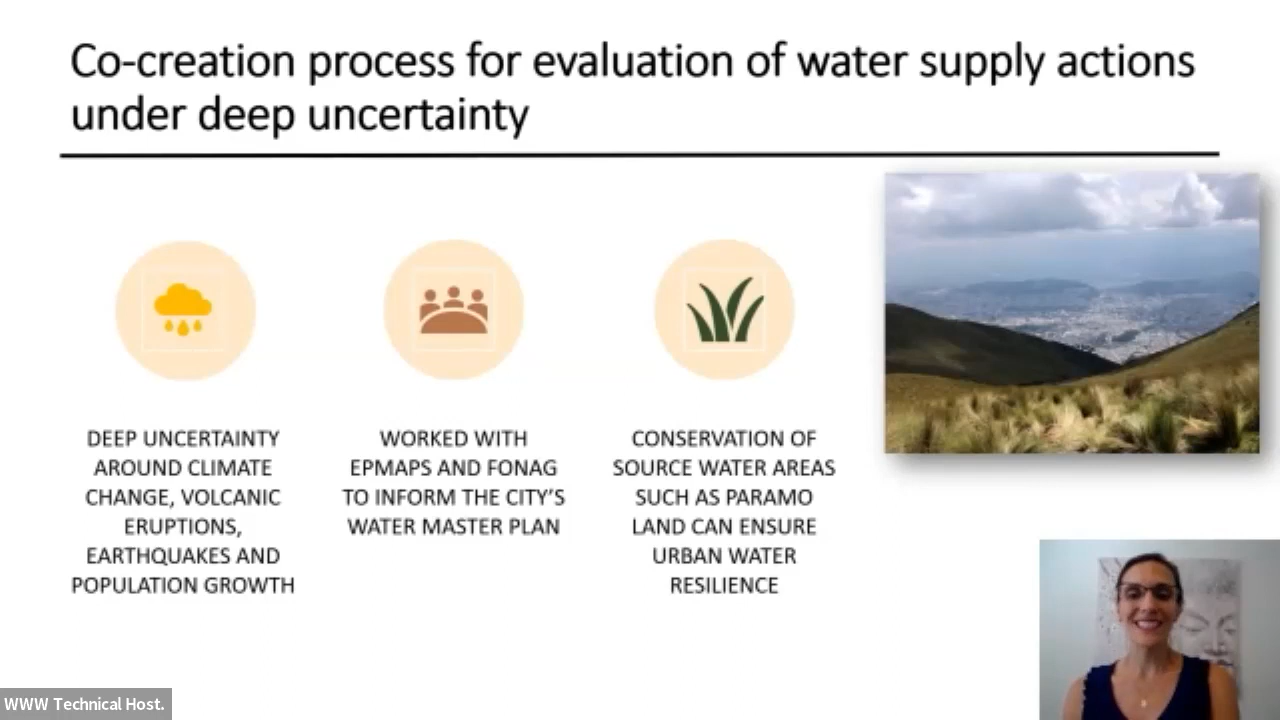 Co-creation process for evaluation of water supply actions
under deep uncertainty
DEEP UNCERTAINTY
AROUND CLIMATE
CHANGE, VOLCANIC
ERUPTIONS,
EARTHQUAKES AND
POPULATION GROWTH
WORKED WITH
EPMAPS AND FONAG
TO INFORM THE CITY'S
WATER MASTER PLAN
CONSERVATION OF
SOURCE WATER AREAS
SUCH AS PARAMO
LAND CAN ENSURE
URBAN WATER
RESILIENCE
WWW Technical Host.